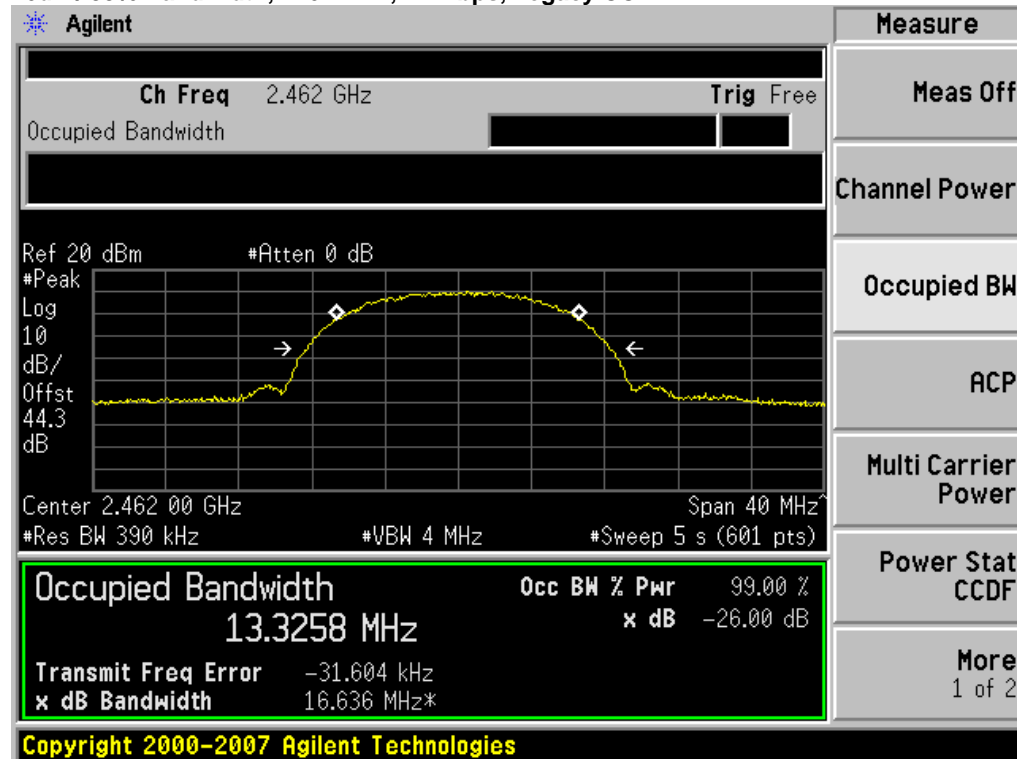 Agilent
Measure
Ch Freq 2.462 GHz Trig Free
Occupied Bandwidth
Ref 20 dBm #Atten 0 dB
#Peak
Log
10
dB/
Offst
44.3
dB
Center 2.462 00 GHz Span 40 MHz^
#Res BW 390 kHz #VBW 4 MHz #Sweep 5 s (601 pts)
Occupied Bandwidth Occ BW % Pwr 99.00 %
13.3258 MHz x dB -26.00 dB
Transmit Freq Error -31.604 kHz
x dB Bandwidth 16.636 MHz*
Meas Off
Channel Power
Occupied BW
ACP
Multi Carrier
Power
Power Stat
CCDF
More
1 of 2
Copyright 2000-2007 Agilent Technologies